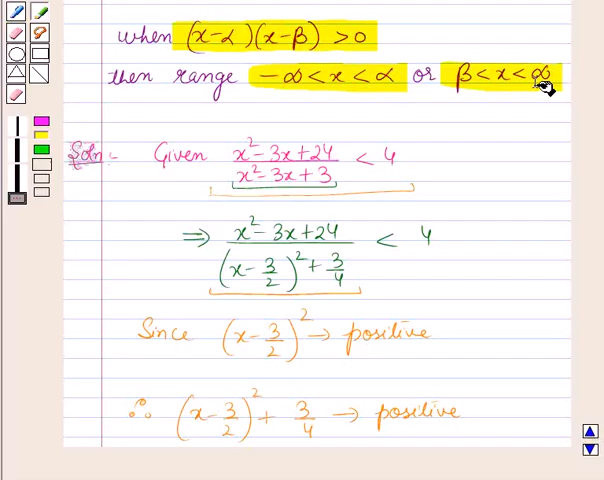 when (x-α)(x-β) > 0
then range -∞ < x < α or β < x < ∞
Soln: Given (x² - 3x + 24)/(x² - 3x + 3) < 4
⇒ (x² - 3x + 24)/((x - 3/2)² + 3/4) < 4
Since (x - 3/2)² → positive
∴ (x - 3/2)² + 3/4 → positive